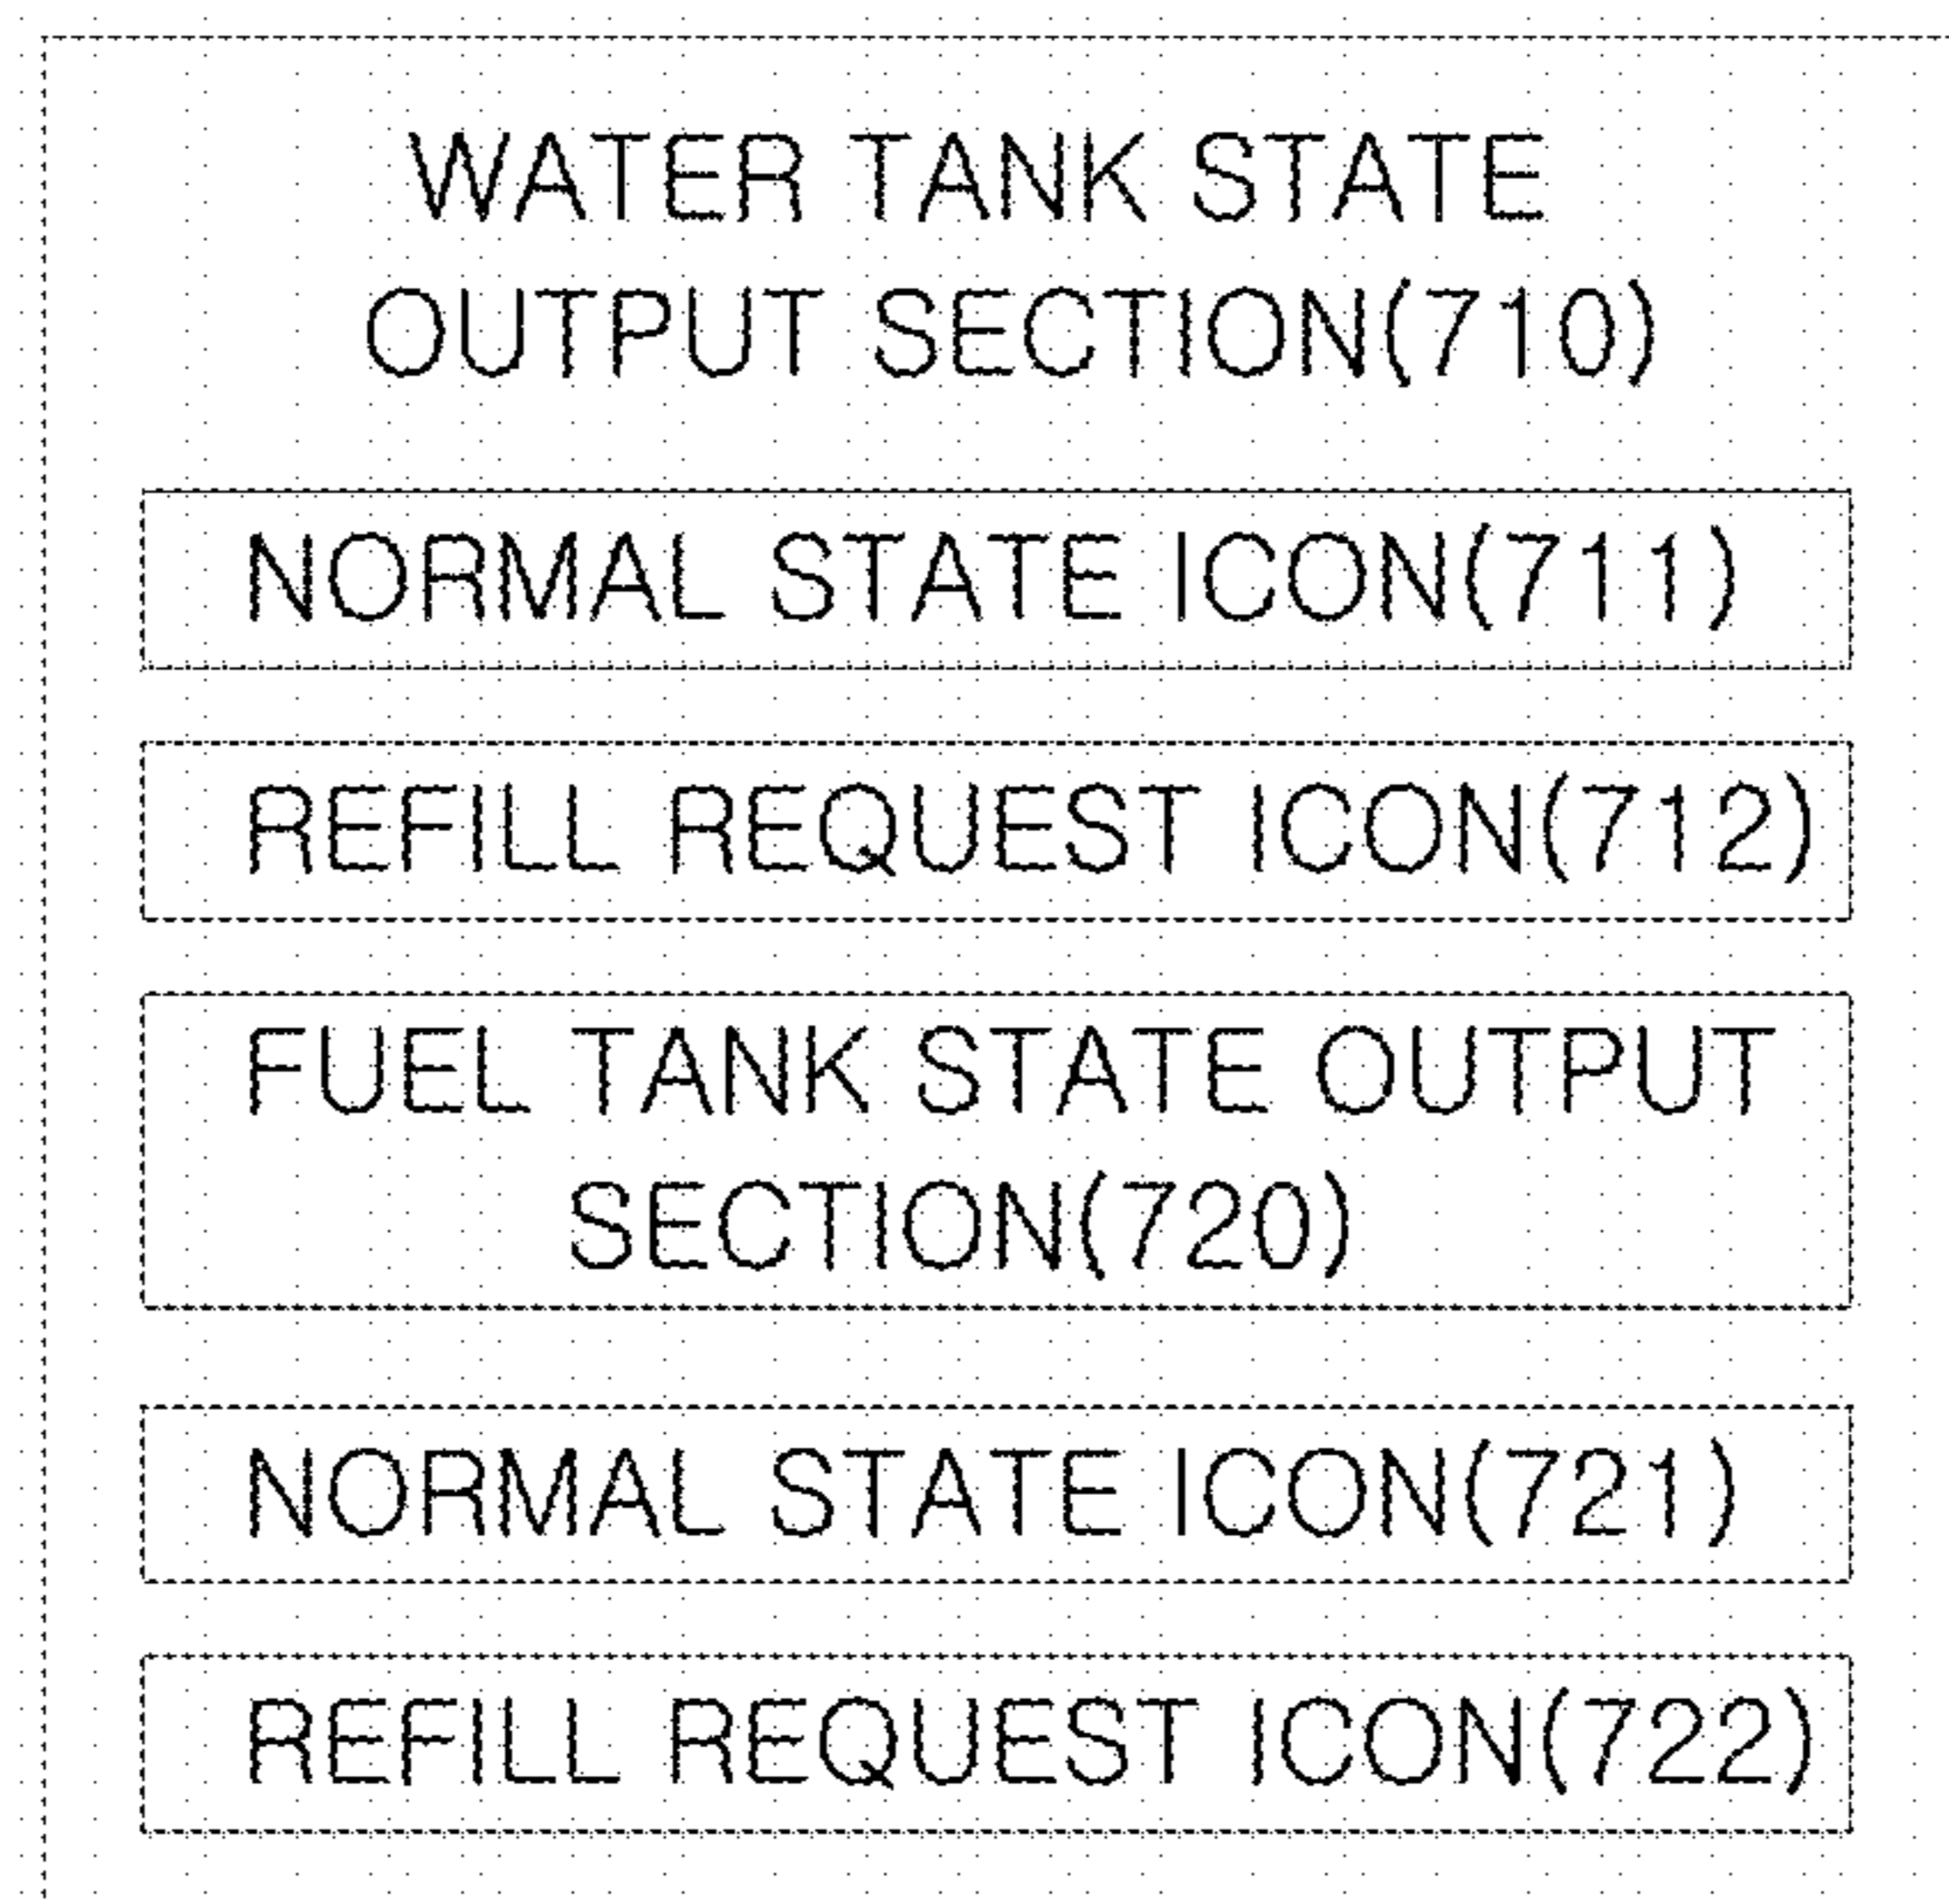 WATER TANK STATE
OUTPUT SECTION(710)
NORMAL STATE ICON(711)
REFILL REQUEST ICON(712)
FUEL TANK STATE OUTPUT
SECTION(720)
NORMAL STATE ICON(721)
REFILL REQUEST ICON(722)